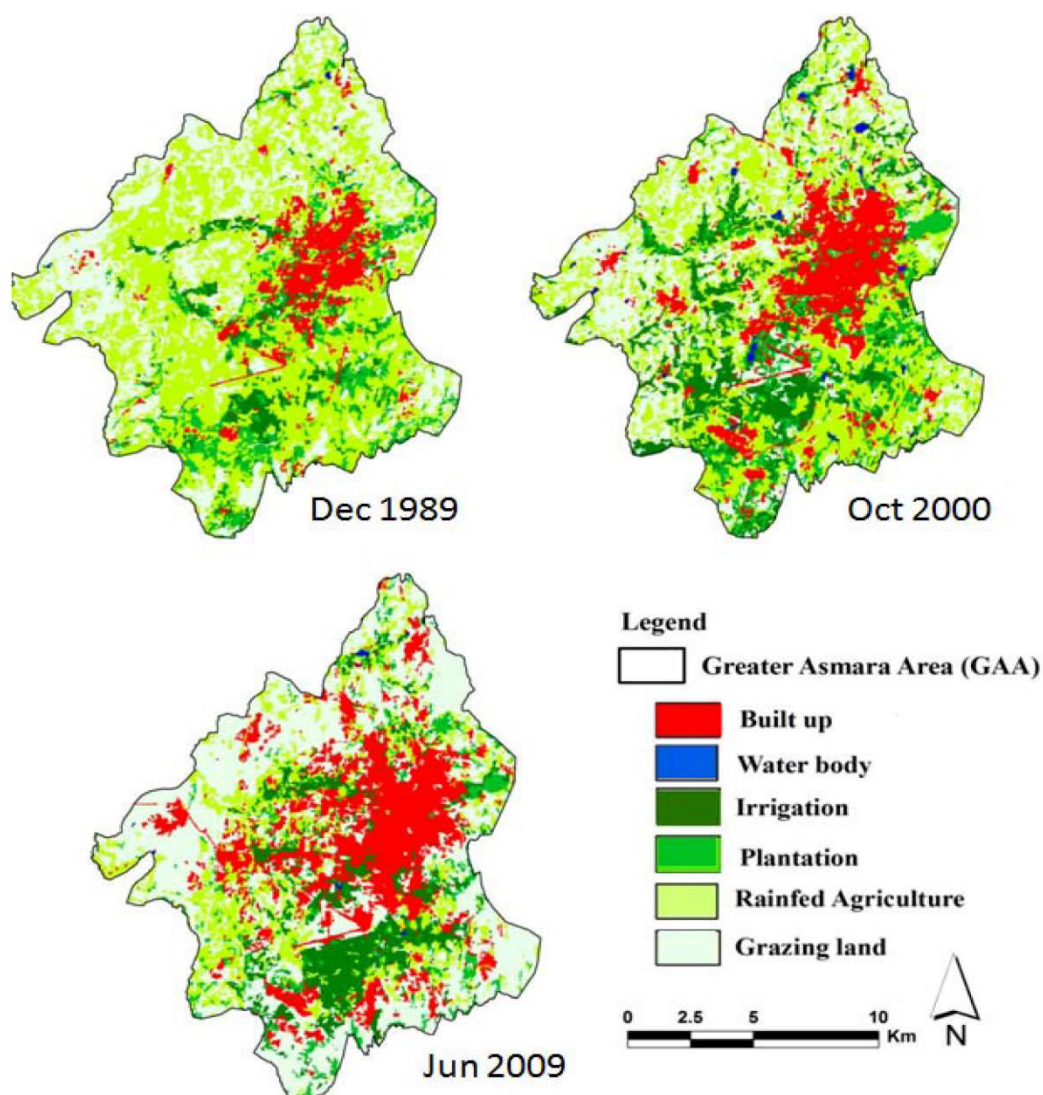 Dec 1989
Oct 2000
Jun 2009
Legend
Greater Asmara Area (GAA)
Built up
Water body
Irrigation
Plantation
Rainfed Agriculture
Grazing land
0 2.5 5 10
Km
N